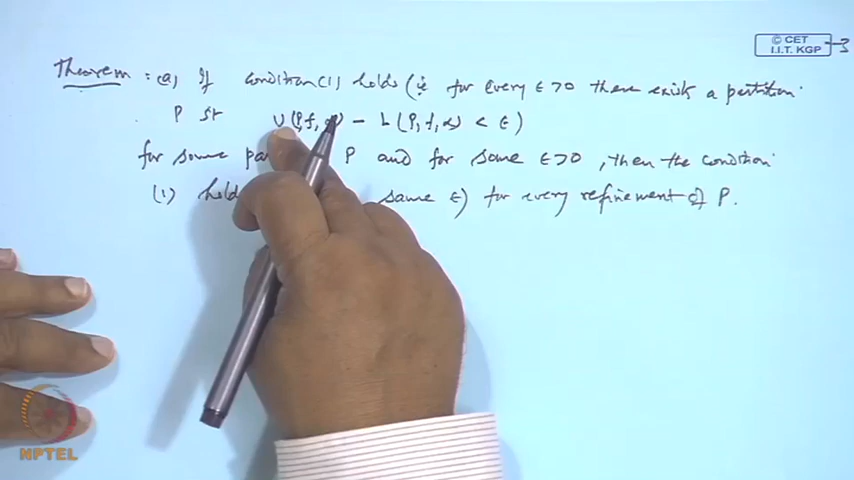 © CET
I.I.T. KGP
Theorem : (a) If condition (1) holds (ie for every ε > 0 there exists a partition
P st U(P,f,α) - L(P,f,α) < ε)
for some P and for some ε > 0, then the condition
(1) same ε) for every refinement of P.
NPTEL